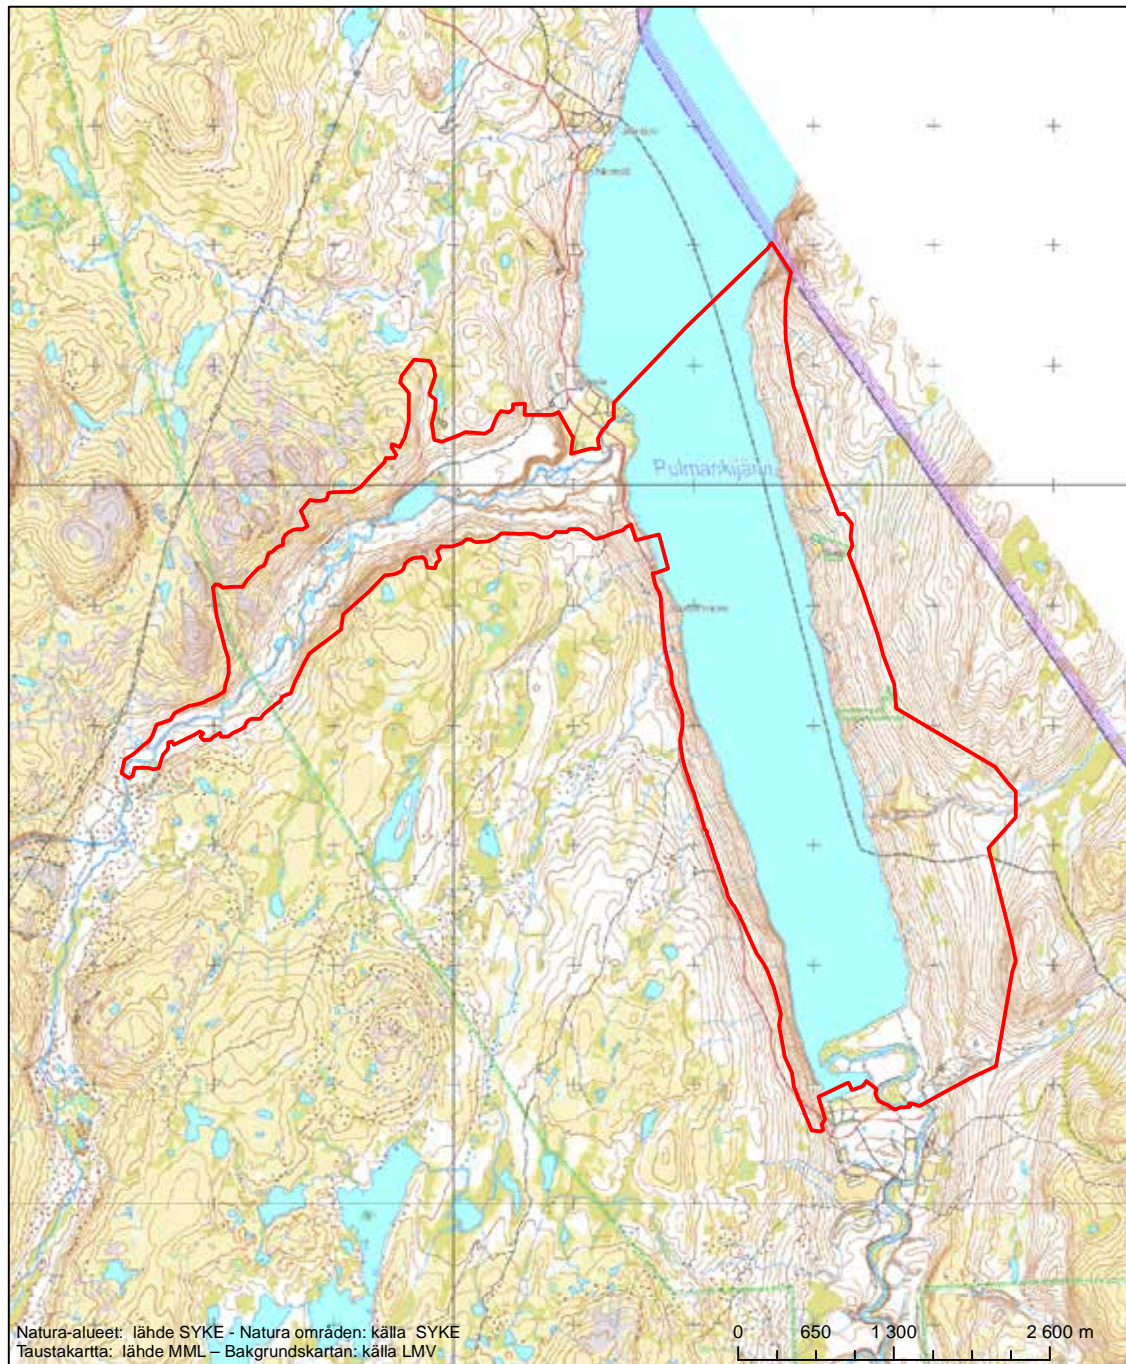 Pulmankijärvi
Natura-alueet: lähde SYKE - Natura områden: källa SYKE
Taustakartta: lähde MML – Bakgrundskartan: källa LMV
0 650 1 300 2 600 m